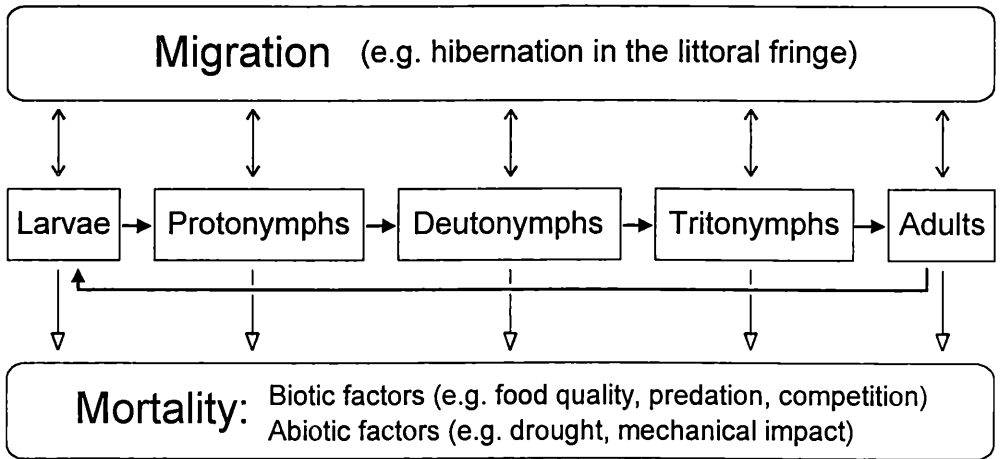 Migration (e.g. hibernation in the littoral fringe)
Larvae
Protonymphs
Deutonymphs
Tritonymphs
Adults
Mortality: Biotic factors (e.g. food quality, predation, competition)
Abiotic factors (e.g. drought, mechanical impact)